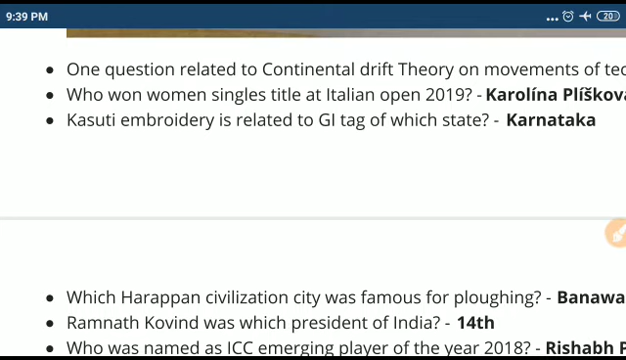 9:39 PM
20
One question related to Continental drift Theory on movements of tec
Who won women singles title at Italian open 2019? - Karolína Plíškova
Kasuti embroidery is related to GI tag of which state? - Karnataka
Which Harappan civilization city was famous for ploughing? - Banawa
Ramnath Kovind was which president of India? - 14th
Who was named as ICC emerging player of the year 2018? - Rishabh P